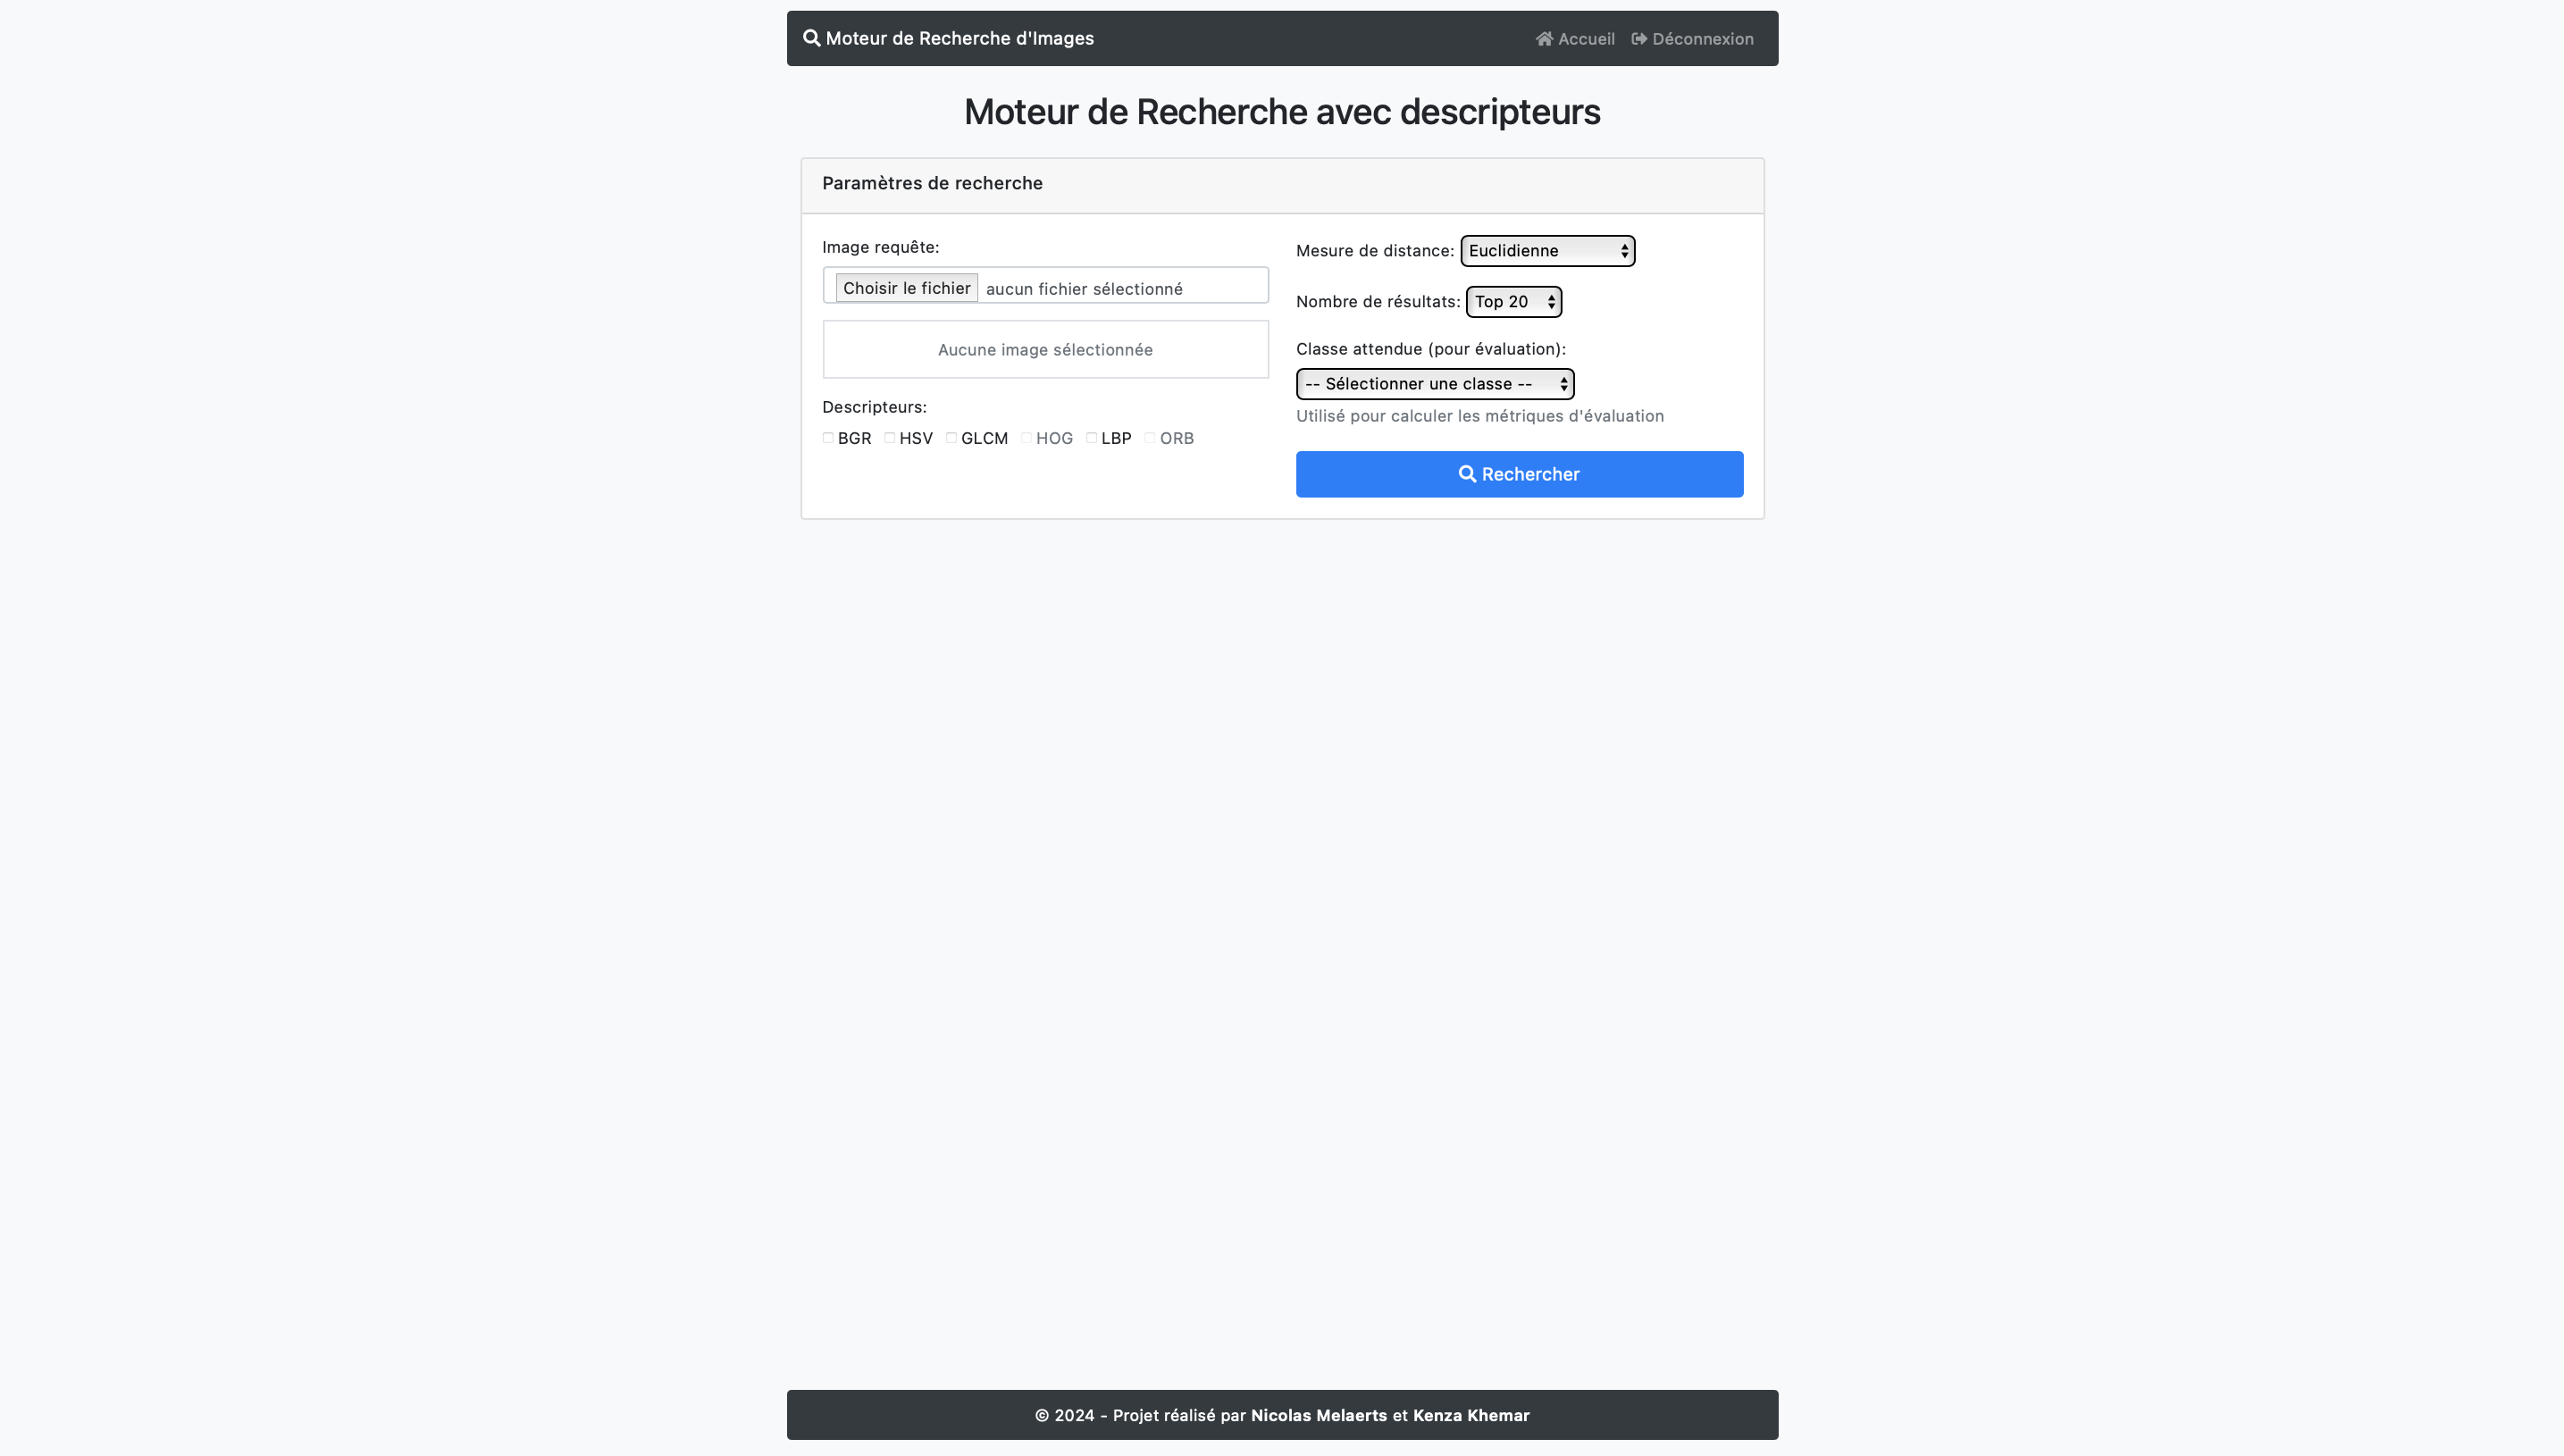 Moteur de Recherche d'Images
Accueil Déconnexion
Moteur de Recherche avec descripteurs
Paramètres de recherche
Image requête:
Choisir le fichier aucun fichier sélectionné
Aucune image sélectionnée
Descripteurs:
BGR HSV GLCM HOG LBP ORB
Mesure de distance: Euclidienne
Nombre de résultats: Top 20
Classe attendue (pour évaluation):
-- Sélectionner une classe --
Utilisé pour calculer les métriques d'évaluation
Rechercher
© 2024 - Projet réalisé par Nicolas Melaerts et Kenza Khemar